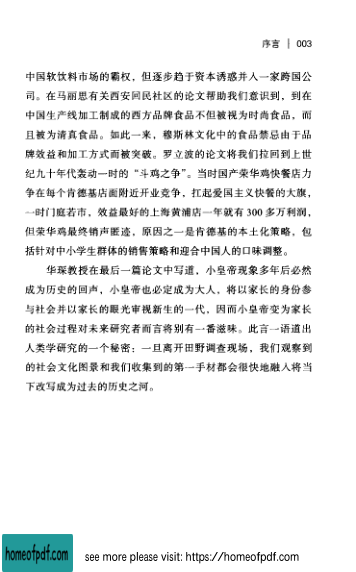 序言 | 003
中国软饮料市场的霸权，但逐步趋于资本诱惑并入一家跨国公
司。在马丽思有关西安回民社区的论文帮助我们意识到，到在
中国生产线加工制成的西方品牌食品不但被视为时尚食品，而
且被为清真食品。如此一来，穆斯林文化中的食品禁忌由于品
牌效益和加工方式而被突破。罗立波的论文将我们拉回到上世
纪九十年代轰动一时的“斗鸡之争”。当时国产荣华鸡快餐店力
争在每个肯德基店面附近开业竞争，扛起爱国主义快餐的大旗，
一时门庭若市，效益最好的上海黄浦店一年就有 300 多万利润，
但荣华鸡最终销声匿迹，原因之一是肯德基的本土化策略，包
括针对中小学生群体的销售策略和迎合中国人的口味调整。
华琛教授在最后一篇论文中写道，小皇帝现象多年后必然
成为历史的回声，小皇帝也必定成为大人，将以家长的身份参
与社会并以家长的眼光审视新生的一代，因而小皇帝变为家长
的社会过程对未来研究者而言将别有一番滋味。此言一语道出
人类学研究的一个秘密：一旦离开田野调查现场，我们观察到
的社会文化图景和我们收集到的第一手材都会很快地融入将当
下改写成为过去的历史之河。
homeofpdf.com
see more please visit: https://homeofpdf.com